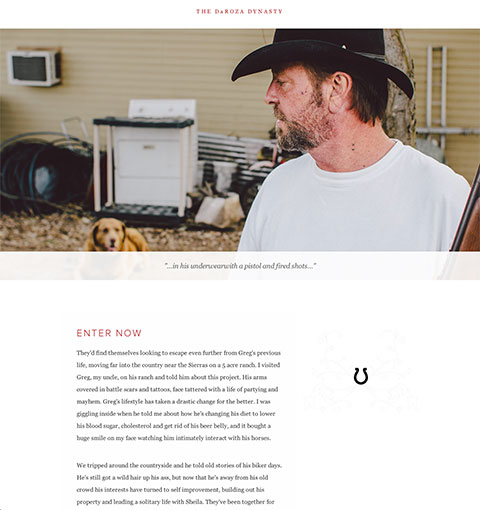 THE DaROZA DYNASTY
"...in his underwearwith a pistol and fired shots..."
ENTER NOW
They'd find themselves looking to escape even further from Greg's previous
life, moving far into the country near the Sierras on a 5 acre ranch. I visited
Greg, my uncle, on his ranch and told him about this project. His arms
covered in battle scars and tattoos, face tattered with a life of partying and
mayhem. Greg's lifestyle has taken a drastic change for the better. I was
giggling inside when he told me about how he's changing his diet to lower
his blood sugar, cholesterol and get rid of his beer belly, and it bought a
huge smile on my face watching him intimately interact with his horses.
We tripped around the countryside and he told old stories of his biker days.
He's still got a wild hair up his ass, but now that he's away from his old
crowd his interests have turned to self improvement, building out his
property and leading a solitary life with Sheila. They've been together for